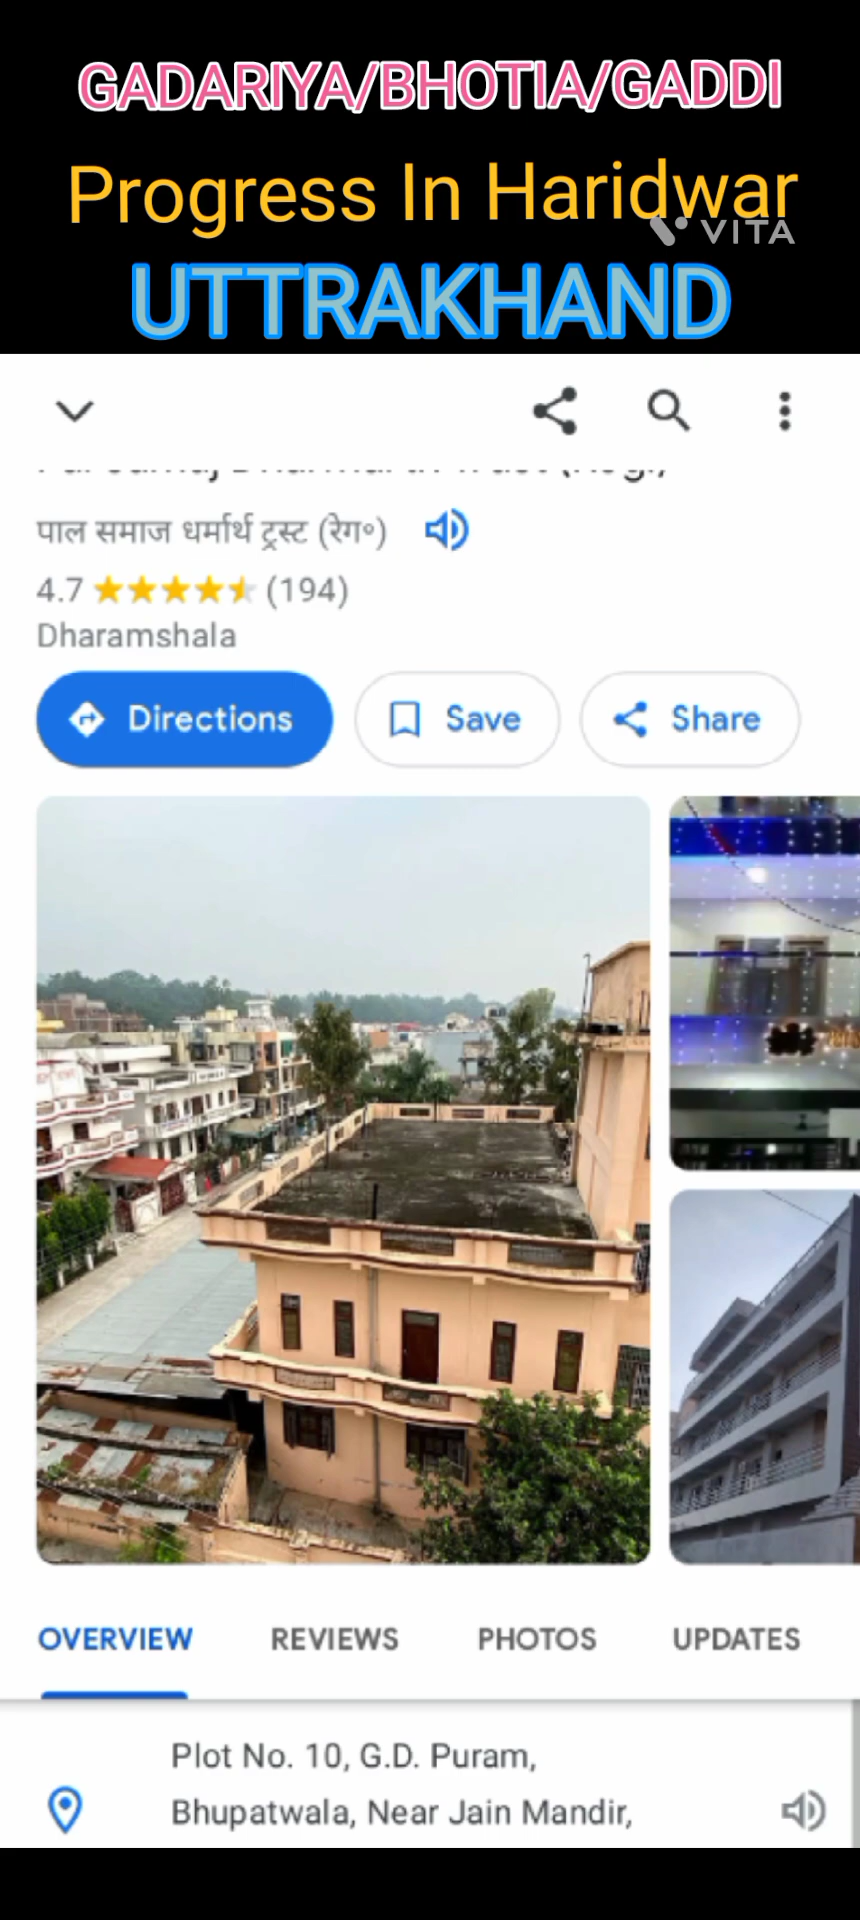 GADARIYA/BHOTIA/GADDI
Progress In Haridwar
VITA
UTTRAKHAND
पाल समाज धर्मार्थ ट्रस्ट (रेग०)
4.7 (194)
Dharamshala
Directions Save Share
OVERVIEW REVIEWS PHOTOS UPDATES
Plot No. 10, G.D. Puram,
Bhupatwala, Near Jain Mandir,